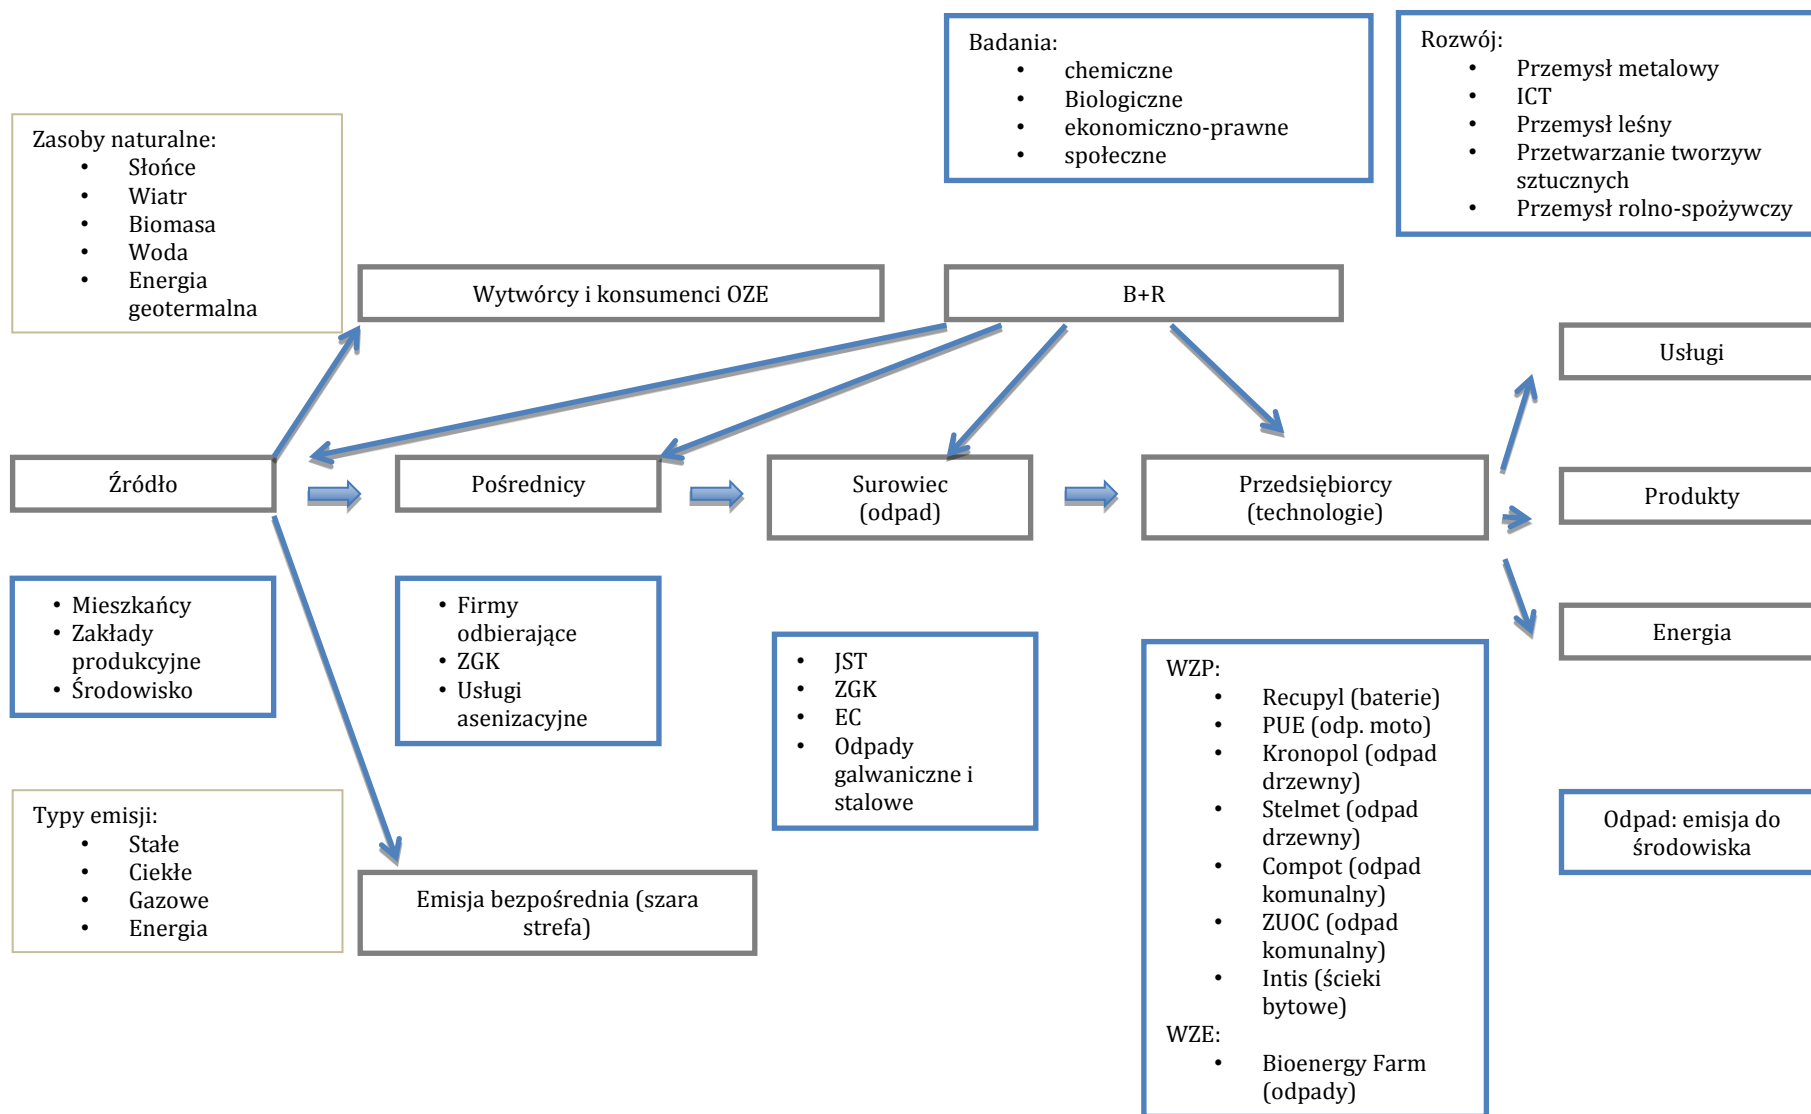 Badania:
• chemiczne
• Biologiczne
• ekonomiczno-prawne
• społeczne
Rozwój:
• Przemysł metalowy
• ICT
• Przemysł leśny
• Przetwarzanie tworzyw
sztucznych
• Przemysł rolno-spożywczy
Zasoby naturalne:
• Słońce
• Wiatr
• Biomasa
• Woda
• Energia
geotermalna
Wytwórcy i konsumenci OZE
B+R
Usługi
Źródło
Pośrednicy
Surowiec
(odpad)
Przedsiębiorcy
(technologie)
Produkty
Energia
• Mieszkańcy
• Zakłady
produkcyjne
• Środowisko
• Firmy
odbierające
• ZGK
• Usługi
asenizacyjne
• JST
• ZGK
• EC
• Odpady
galwaniczne i
stalowe
WZP:
• Recupyl (baterie)
• PUE (odp. moto)
• Kronopol (odpad
drzewny)
• Stelmet (odpad
drzewny)
• Compot (odpad
komunalny)
• ZUOC (odpad
komunalny)
• Intis (ścieki
bytowe)
WZE:
• Bioenergy Farm
(odpady)
Odpad: emisja do
środowiska
Typy emisji:
• Stałe
• Ciekłe
• Gazowe
• Energia
Emisja bezpośrednia (szara
strefa)